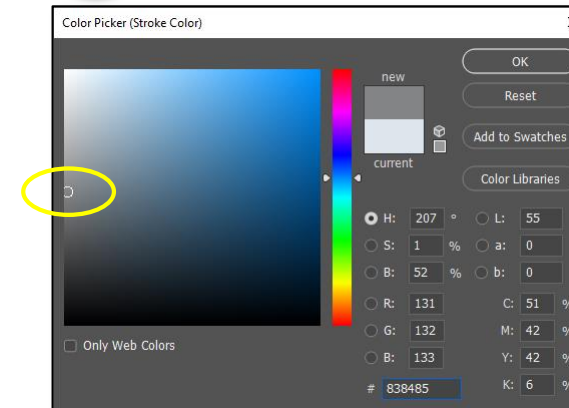 Color Picker (Stroke Color)
new
current
OK
Reset
Add to Swatches
Color Libraries
H: 207 ° L: 55
S: 1 % a: 0
B: 52 % b: 0
R: 131 C: 51 %
G: 132 M: 42 %
B: 133 Y: 42 %
# 838485 K: 6 %
Only Web Colors